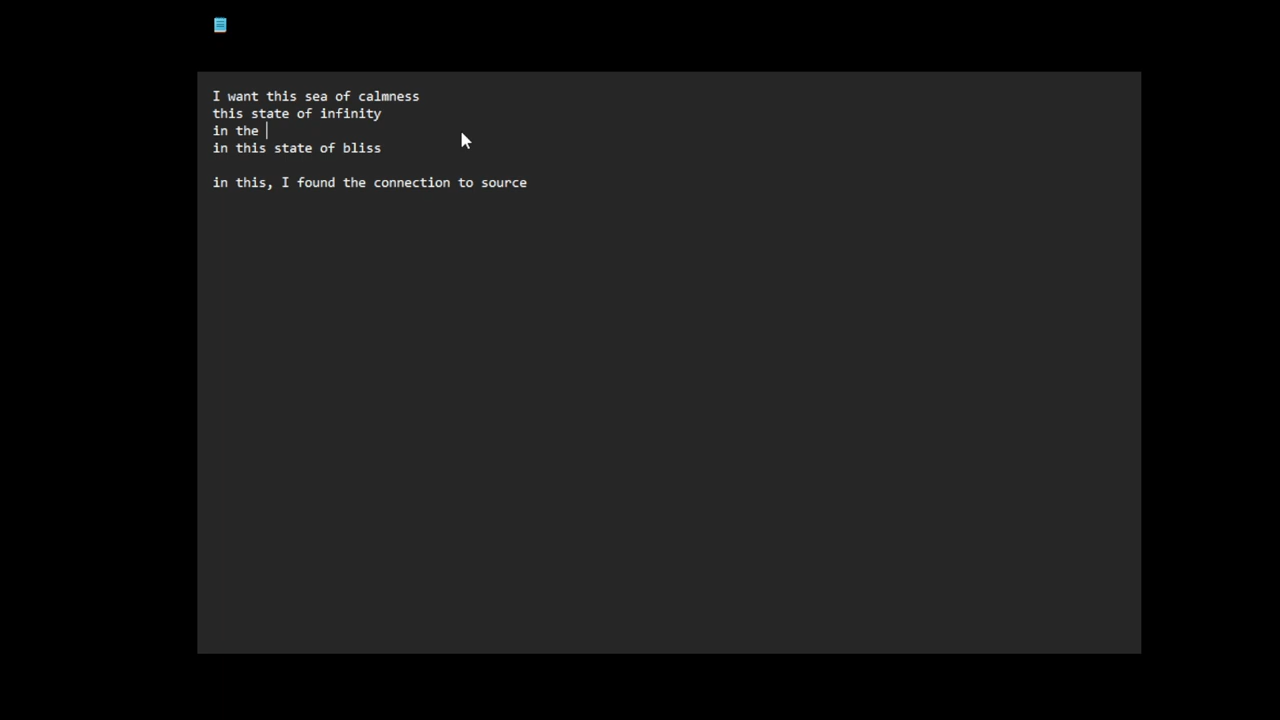 I want this sea of calmness
this state of infinity
in the
in this state of bliss
in this, I found the connection to source